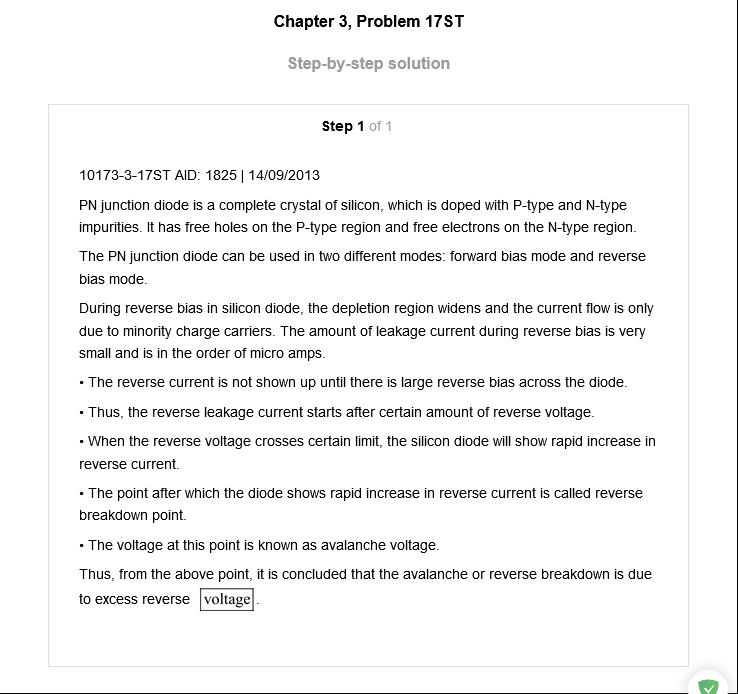 Chapter 3, Problem 17ST
Step-by-step solution
Step 1 of 1
10173-3-17ST AID: 1825 | 14/09/2013
PN junction diode is a complete crystal of silicon, which is doped with P-type and N-type
impurities. It has free holes on the P-type region and free electrons on the N-type region.
The PN junction diode can be used in two different modes: forward bias mode and reverse
bias mode.
During reverse bias in silicon diode, the depletion region widens and the current flow is only
due to minority charge carriers. The amount of leakage current during reverse bias is very
small and is in the order of micro amps.
• The reverse current is not shown up until there is large reverse bias across the diode.
• Thus, the reverse leakage current starts after certain amount of reverse voltage.
• When the reverse voltage crosses certain limit, the silicon diode will show rapid increase in
reverse current.
• The point after which the diode shows rapid increase in reverse current is called reverse
breakdown point.
• The voltage at this point is known as avalanche voltage.
Thus, from the above point, it is concluded that the avalanche or reverse breakdown is due
to excess reverse voltage.